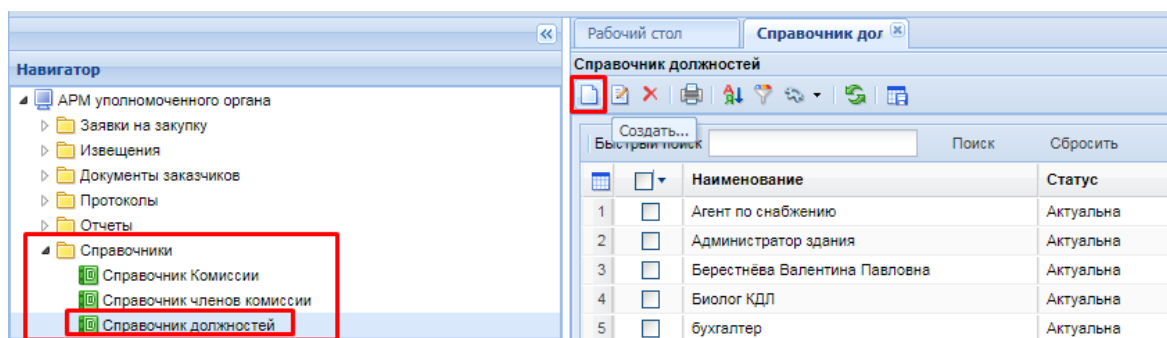 Навигатор
АРМ уполномоченного органа
Заявки на закупку
Извещения
Документы заказчиков
Протоколы
Отчеты
Справочники
Справочник Комиссии
Справочник членов комиссии
Справочник должностей
Рабочий стол Справочник дол
Справочник должностей
Создать...
Быстрый поиск Поиск Сбросить
Наименование Статус
1 Агент по снабжению Актуальна
2 Администратор здания Актуальна
3 Берестнёва Валентина Павловна Актуальна
4 Биолог КДЛ Актуальна
5 бухгалтер Актуальна